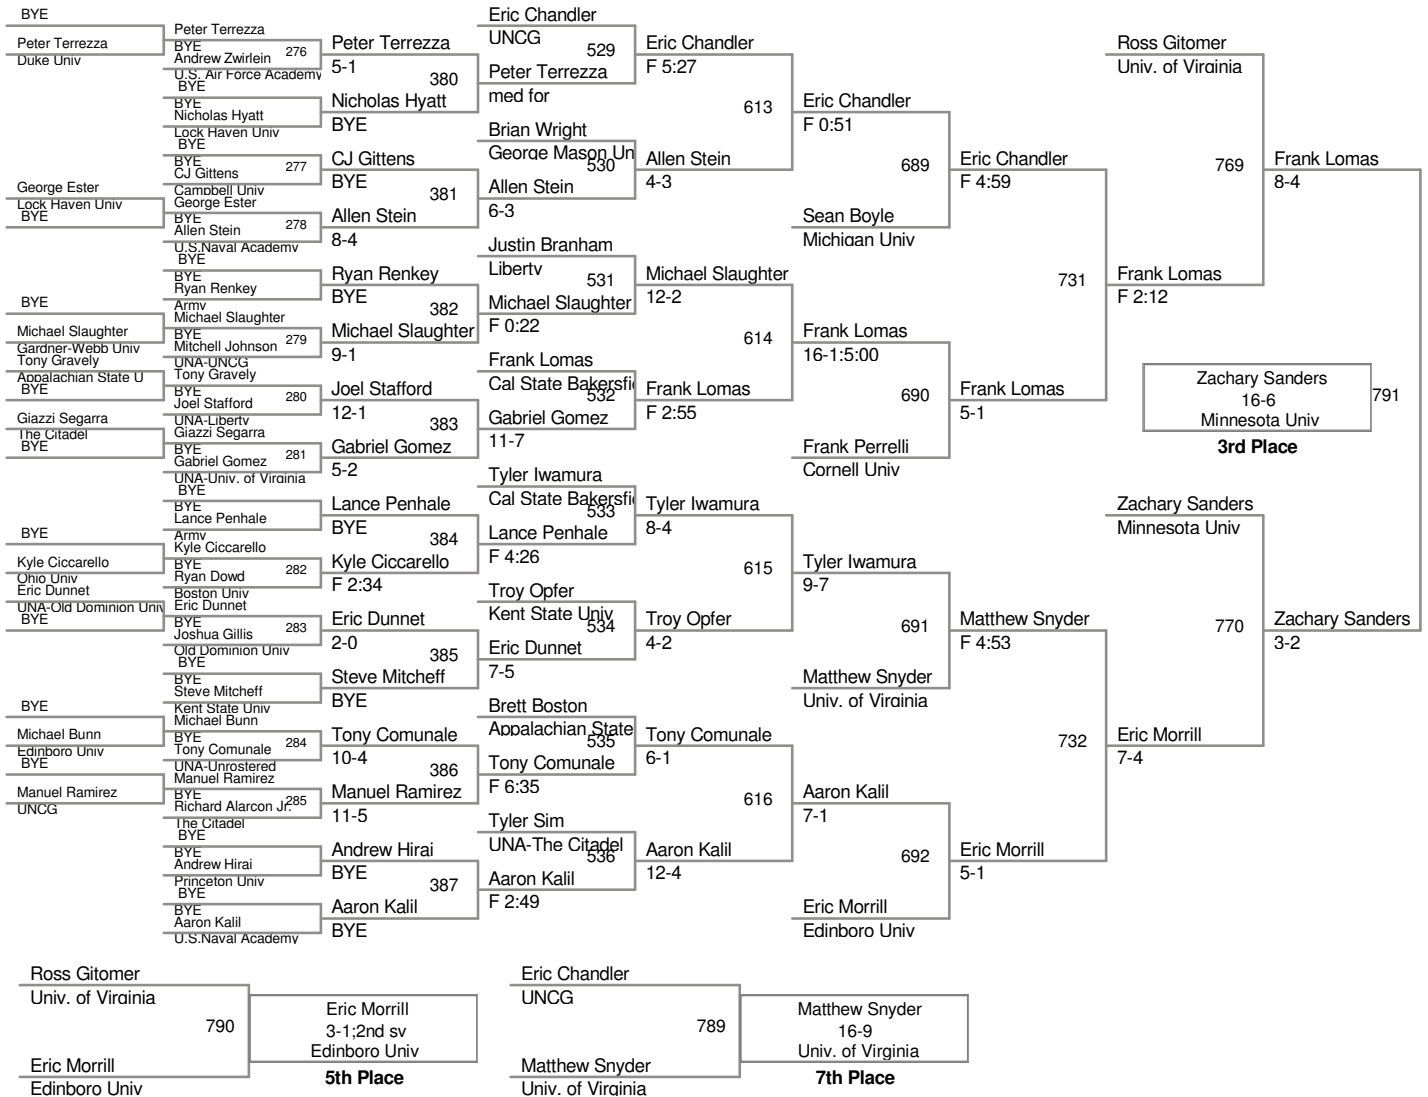 BYE
Peter Terrezza
Duke Univ
George Ester
Lock Haven Univ
BYE
BYE
Michael Slaughter
Gardner-Webb Univ
Tony Gravely
Appalachian State U
BYE
Giazzi Segarra
The Citadel
BYE
BYE
Kyle Ciccarello
Ohio Univ
Eric Dunnet
UNA-Old Dominion Univ
BYE
BYE
Michael Bunn
Edinboro Univ
BYE
Manuel Ramirez
UNCG
Peter Terrezza
BYE
Andrew Zwirlein
276
U.S. Air Force Academy
BYE
BYE
Nicholas Hyatt
Lock Haven Univ
BYE
BYE
CJ Gittens
277
Campbell Univ
George Ester
BYE
Allen Stein
278
U.S.Naval Academy
BYE
BYE
Ryan Renkey
Army
Michael Slaughter
BYE
Mitchell Johnson
279
UNA-UNCG
Tony Gravely
BYE
Joel Stafford
280
UNA-Liberty
Giazzi Segarra
BYE
Gabriel Gomez
281
UNA-Univ. of Virginia
BYE
BYE
Lance Penhale
Army
Kyle Ciccarello
BYE
Ryan Dowd
282
Boston Univ
Eric Dunnet
BYE
Joshua Gillis
283
Old Dominion Univ
BYE
BYE
Steve Mitcheff
Kent State Univ
Michael Bunn
BYE
Tony Comunale
284
UNA-Unrostered
Manuel Ramirez
BYE
Richard Alarcon Jr.
285
The Citadel
BYE
BYE
Andrew Hirai
Princeton Univ
BYE
BYE
Aaron Kalil
U.S.Naval Academy
Peter Terrezza
5-1
380
Nicholas Hyatt
BYE
CJ Gittens
BYE
381
Allen Stein
8-4
Ryan Renkey
BYE
382
Michael Slaughter
9-1
Joel Stafford
12-1
383
Gabriel Gomez
5-2
Lance Penhale
BYE
384
Kyle Ciccarello
F 2:34
Eric Dunnet
2-0
385
Steve Mitcheff
BYE
Tony Comunale
10-4
386
Manuel Ramirez
11-5
Andrew Hirai
BYE
387
Aaron Kalil
BYE
Eric Chandler
UNCG
529
Peter Terrezza
med for
Brian Wright
George Mason Un
530
Allen Stein
6-3
Justin Branham
Liberty
531
Michael Slaughter
F 0:22
Frank Lomas
Cal State Bakersfie
532
Gabriel Gomez
11-7
Tyler Iwamura
Cal State Bakersfie
533
Lance Penhale
F 4:26
Troy Opfer
Kent State Univ
534
Eric Dunnet
7-5
Brett Boston
Appalachian State
535
Tony Comunale
F 6:35
Tyler Sim
UNA-The Citadel
536
Aaron Kalil
F 2:49
Eric Chandler
F 5:27
613
Allen Stein
4-3
Michael Slaughter
12-2
614
Frank Lomas
F 2:55
Tyler Iwamura
8-4
615
Troy Opfer
4-2
Tony Comunale
6-1
616
Aaron Kalil
12-4
Eric Chandler
F 0:51
689
Sean Boyle
Michigan Univ
Frank Lomas
16-1:5:00
690
Frank Perrelli
Cornell Univ
Tyler Iwamura
9-7
691
Matthew Snyder
Univ. of Virginia
Aaron Kalil
7-1
692
Eric Morrill
Edinboro Univ
Eric Chandler
F 4:59
731
Frank Lomas
5-1
Matthew Snyder
F 4:53
732
Eric Morrill
5-1
Ross Gitomer
Univ. of Virginia
769
Frank Lomas
F 2:12
Zachary Sanders
Minnesota Univ
770
Eric Morrill
7-4
Frank Lomas
8-4
Zachary Sanders
16-6
Minnesota Univ
791
3rd Place
Zachary Sanders
3-2
Ross Gitomer
Univ. of Virginia
790
Eric Morrill
Edinboro Univ
Eric Morrill
3-1;2nd sv
Edinboro Univ
5th Place
Eric Chandler
UNCG
789
Matthew Snyder
Univ. of Virginia
Matthew Snyder
16-9
Univ. of Virginia
7th Place